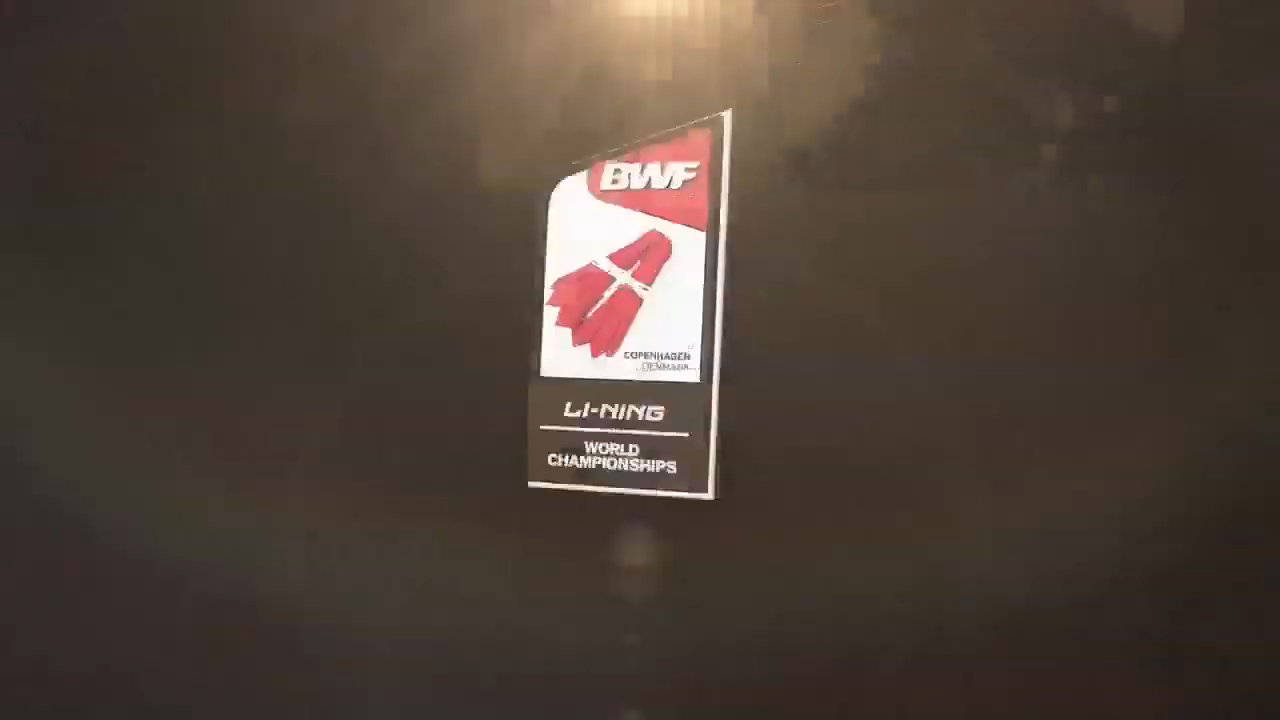 BWF
COPENHAGEN
DENMARK
LI-NING
WORLD
CHAMPIONSHIPS